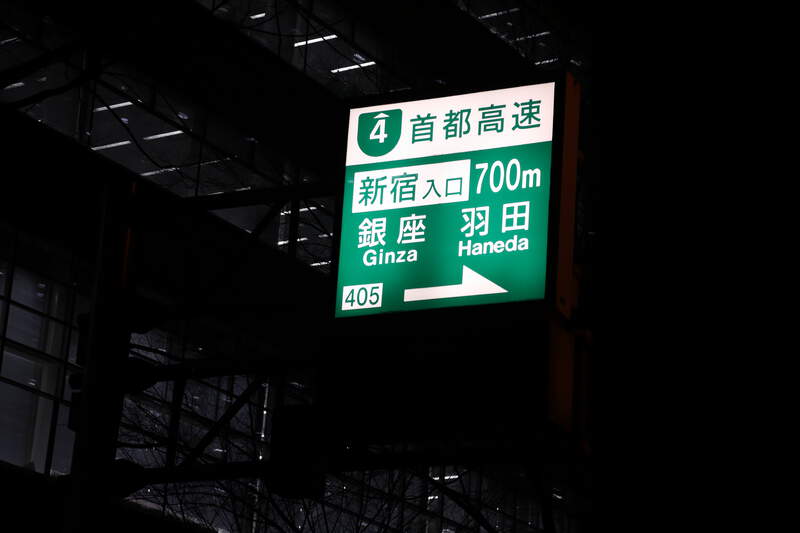 4 首都高速
新宿入口 700m
銀座 羽田
Ginza Haneda
405